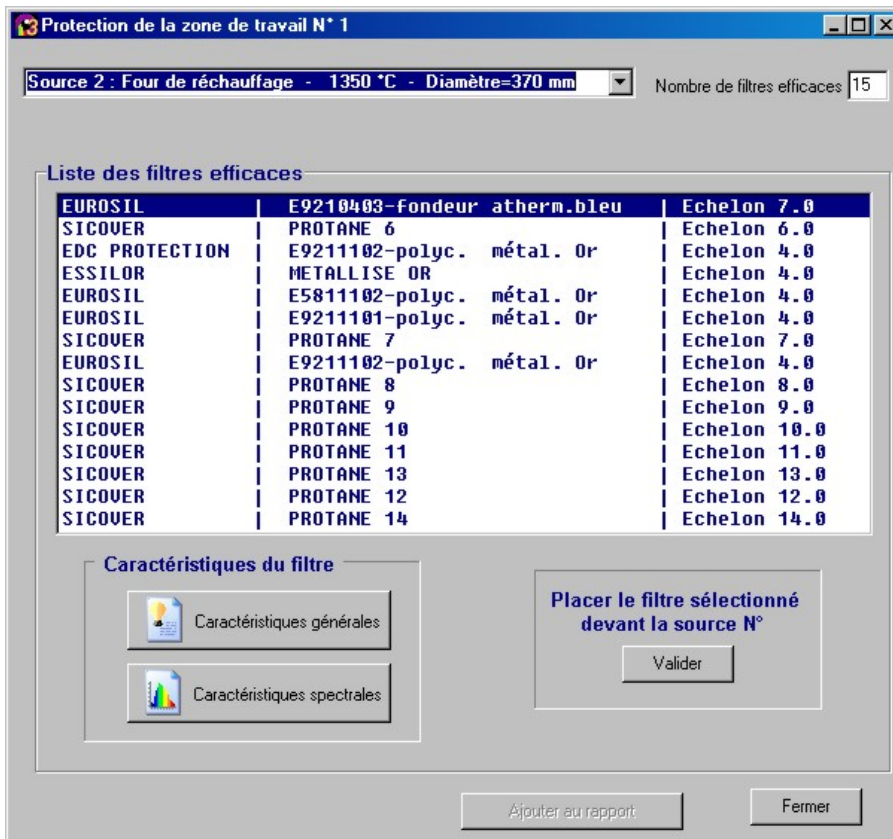 Protection de la zone de travail N° 1
Source 2 : Four de réchauffage - 1350 °C - Diamètre=370 mm
Nombre de filtres efficaces 15
Liste des filtres efficaces
EUROSIL | E9210403-fondeur atherm.bleu | Echelon 7.0
SICOVER | PROTANE 6 | Echelon 6.0
EDC PROTECTION | E9211102-polyc. métal. Or | Echelon 4.0
ESSILOR | METALLISE OR | Echelon 4.0
EUROSIL | E5811102-polyc. métal. Or | Echelon 4.0
EUROSIL | E9211101-polyc. métal. Or | Echelon 4.0
SICOVER | PROTANE 7 | Echelon 7.0
EUROSIL | E9211102-polyc. métal. Or | Echelon 4.0
SICOVER | PROTANE 8 | Echelon 8.0
SICOVER | PROTANE 9 | Echelon 9.0
SICOVER | PROTANE 10 | Echelon 10.0
SICOVER | PROTANE 11 | Echelon 11.0
SICOVER | PROTANE 13 | Echelon 13.0
SICOVER | PROTANE 12 | Echelon 12.0
SICOVER | PROTANE 14 | Echelon 14.0
Caractéristiques du filtre
Caractéristiques générales
Caractéristiques spectrales
Placer le filtre sélectionné
devant la source N°
Valider
Ajouter au rapport
Fermer